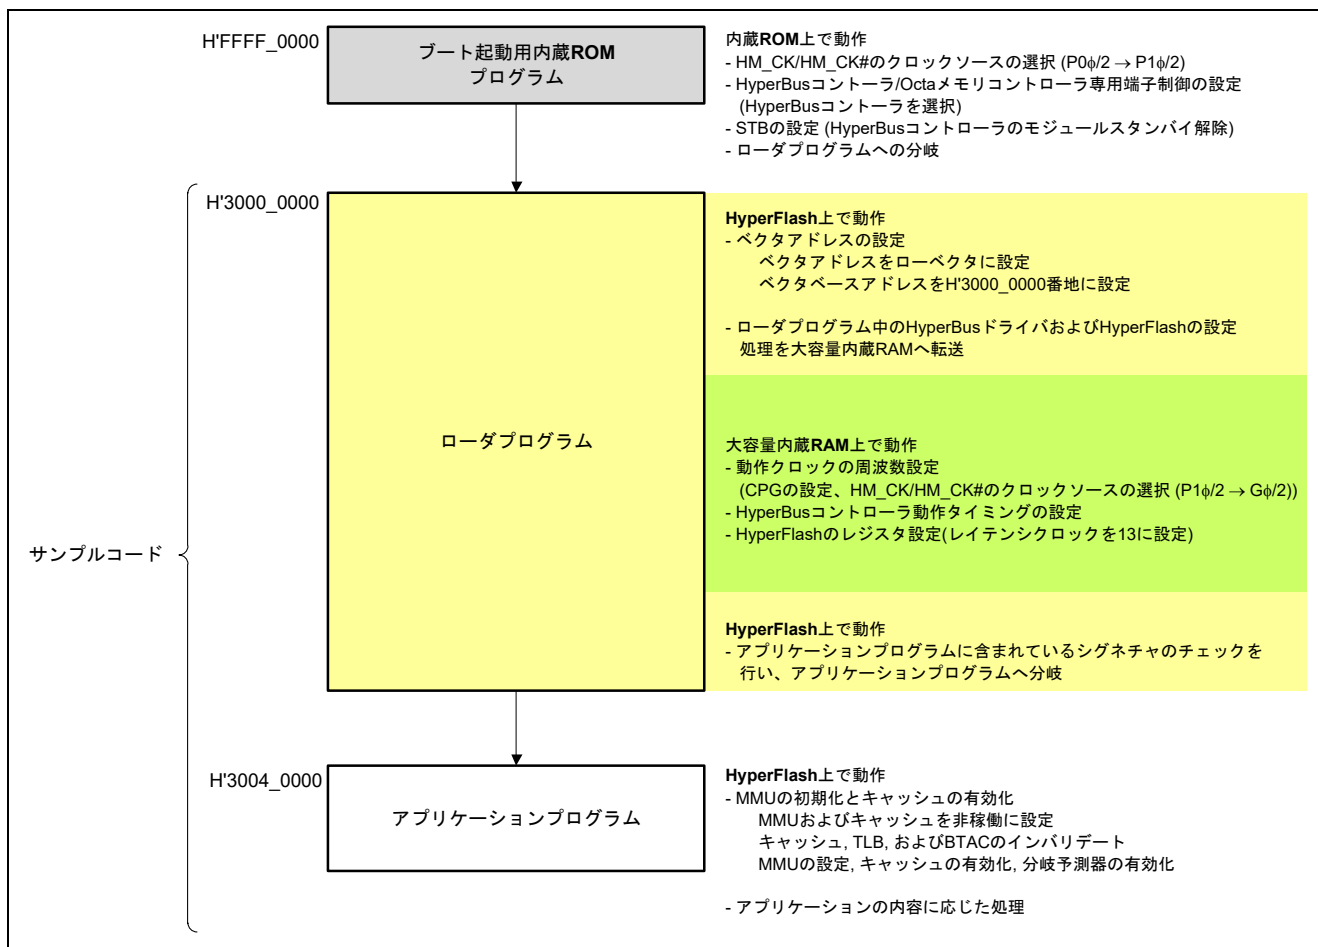 H'FFFF_0000
ブート起動用内蔵ROM
プログラム
内蔵ROM上で動作
- HM_CK/HM_CK#のクロックソースの選択 (P0ϕ/2 → P1ϕ/2)
- HyperBusコントーラ/Octaメモリコントローラ専用端子制御の設定
(HyperBusコントーラを選択)
- STBの設定 (HyperBusコントローラのモジュールスタンバイ解除)
- ローダプログラムへの分岐
H'3000_0000
ローダプログラム
HyperFlash上で動作
- ベクタアドレスの設定
ベクタアドレスをローベクタに設定
ベクタベースアドレスをH'3000_0000番地に設定
- ローダプログラム中のHyperBusドライバおよびHyperFlashの設定
処理を大容量内蔵RAMへ転送
大容量内蔵RAM上で動作
- 動作クロックの周波数設定
(CPGの設定、HM_CK/HM_CK#のクロックソースの選択 (P1ϕ/2 → Gϕ/2))
- HyperBusコントローラ動作タイミングの設定
- HyperFlashのレジスタ設定(レイテンシクロックを13に設定)
サンプルコード
HyperFlash上で動作
- アプリケーションプログラムに含まれているシグネチャのチェックを
行い、アプリケーションプログラムへ分岐
H'3004_0000
アプリケーションプログラム
HyperFlash上で動作
- MMUの初期化とキャッシュの有効化
MMUおよびキャッシュを非稼働に設定
キャッシュ, TLB, およびBTACのインバリデート
MMUの設定, キャッシュの有効化, 分岐予測器の有効化
- アプリケーションの内容に応じた処理